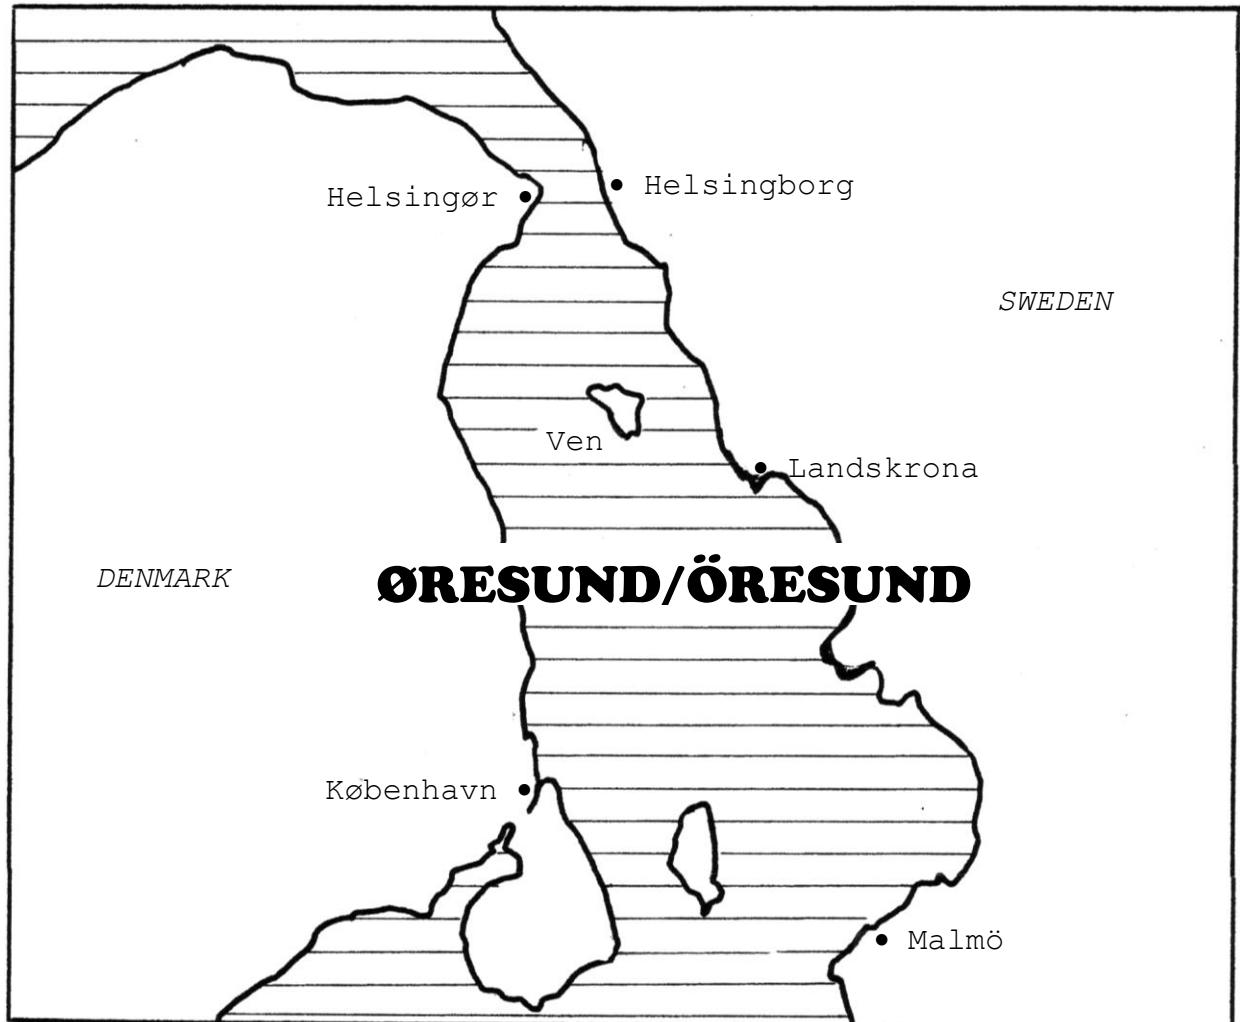 Helsingør
Helsingborg
SWEDEN
Ven
Landskrona
DENMARK
ØRESUND/ÖRESUND
København
Malmö